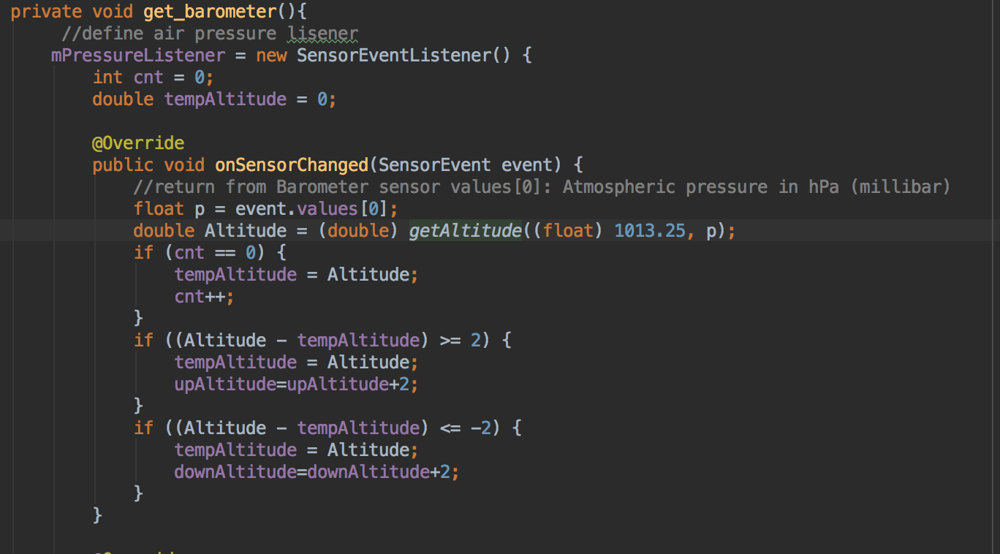 private void get_barometer(){
//define air pressure lisener
mPressureListener = new SensorEventListener() {
int cnt = 0;
double tempAltitude = 0;
@Override
public void onSensorChanged(SensorEvent event) {
//return from Barometer sensor values[0]: Atmospheric pressure in hPa (millibar)
float p = event.values[0];
double Altitude = (double) getAltitude((float) 1013.25, p);
if (cnt == 0) {
tempAltitude = Altitude;
cnt++;
}
if ((Altitude - tempAltitude) >= 2) {
tempAltitude = Altitude;
upAltitude=upAltitude+2;
}
if ((Altitude - tempAltitude) <= -2) {
tempAltitude = Altitude;
downAltitude=downAltitude+2;
}
}